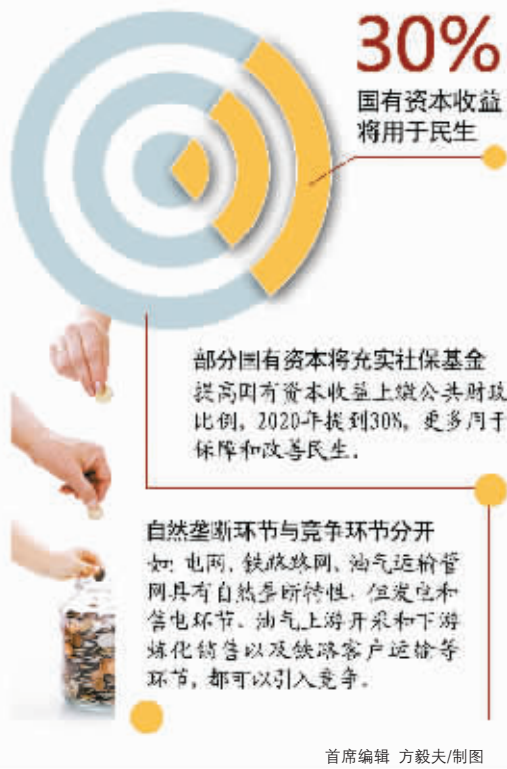 30%
国有资本收益
将用于民生
部分国有资本将充实社保基金
提高国有资本收益上缴公共财政
比例，2020年提到30%，更多用于
保障和改善民生。
自然垄断环节与竞争环节分开
如：电网、铁路路网、油气运输管
网具有自然垄断特性，但发电和
售电环节、油气上游开采和下游
炼化销售以及铁路客户运输等
环节，都可以引入竞争。
首席编辑 方毅夫/制图